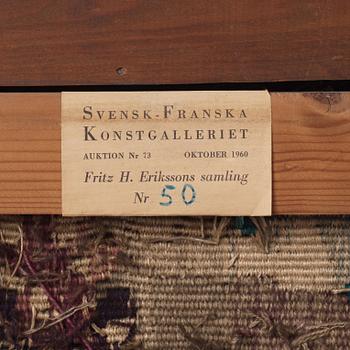 SVENSK-FRANSKA
KONSTGALLERIET
AUKTION Nr 73 OKTOBER 1960
Fritz H. Erikssons samling
Nr 50